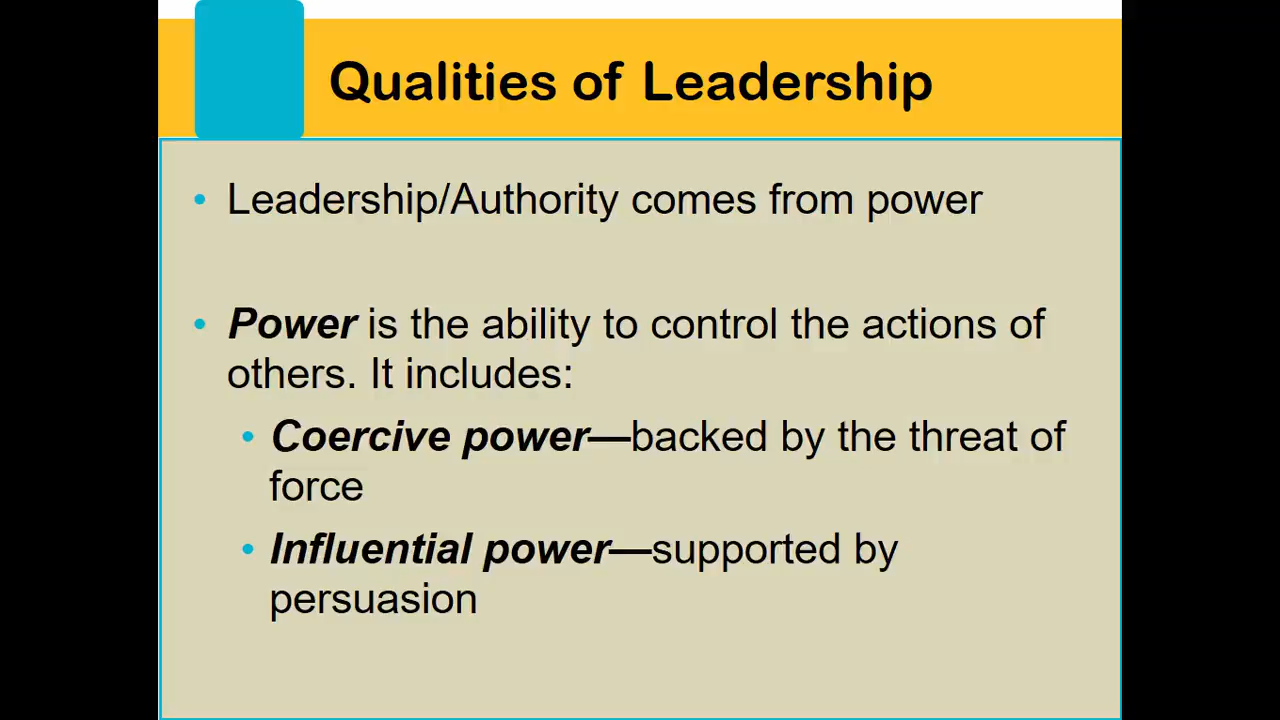 Qualities of Leadership
• Leadership/Authority comes from power
• Power is the ability to control the actions of
others. It includes:
• Coercive power—backed by the threat of
force
• Influential power—supported by
persuasion